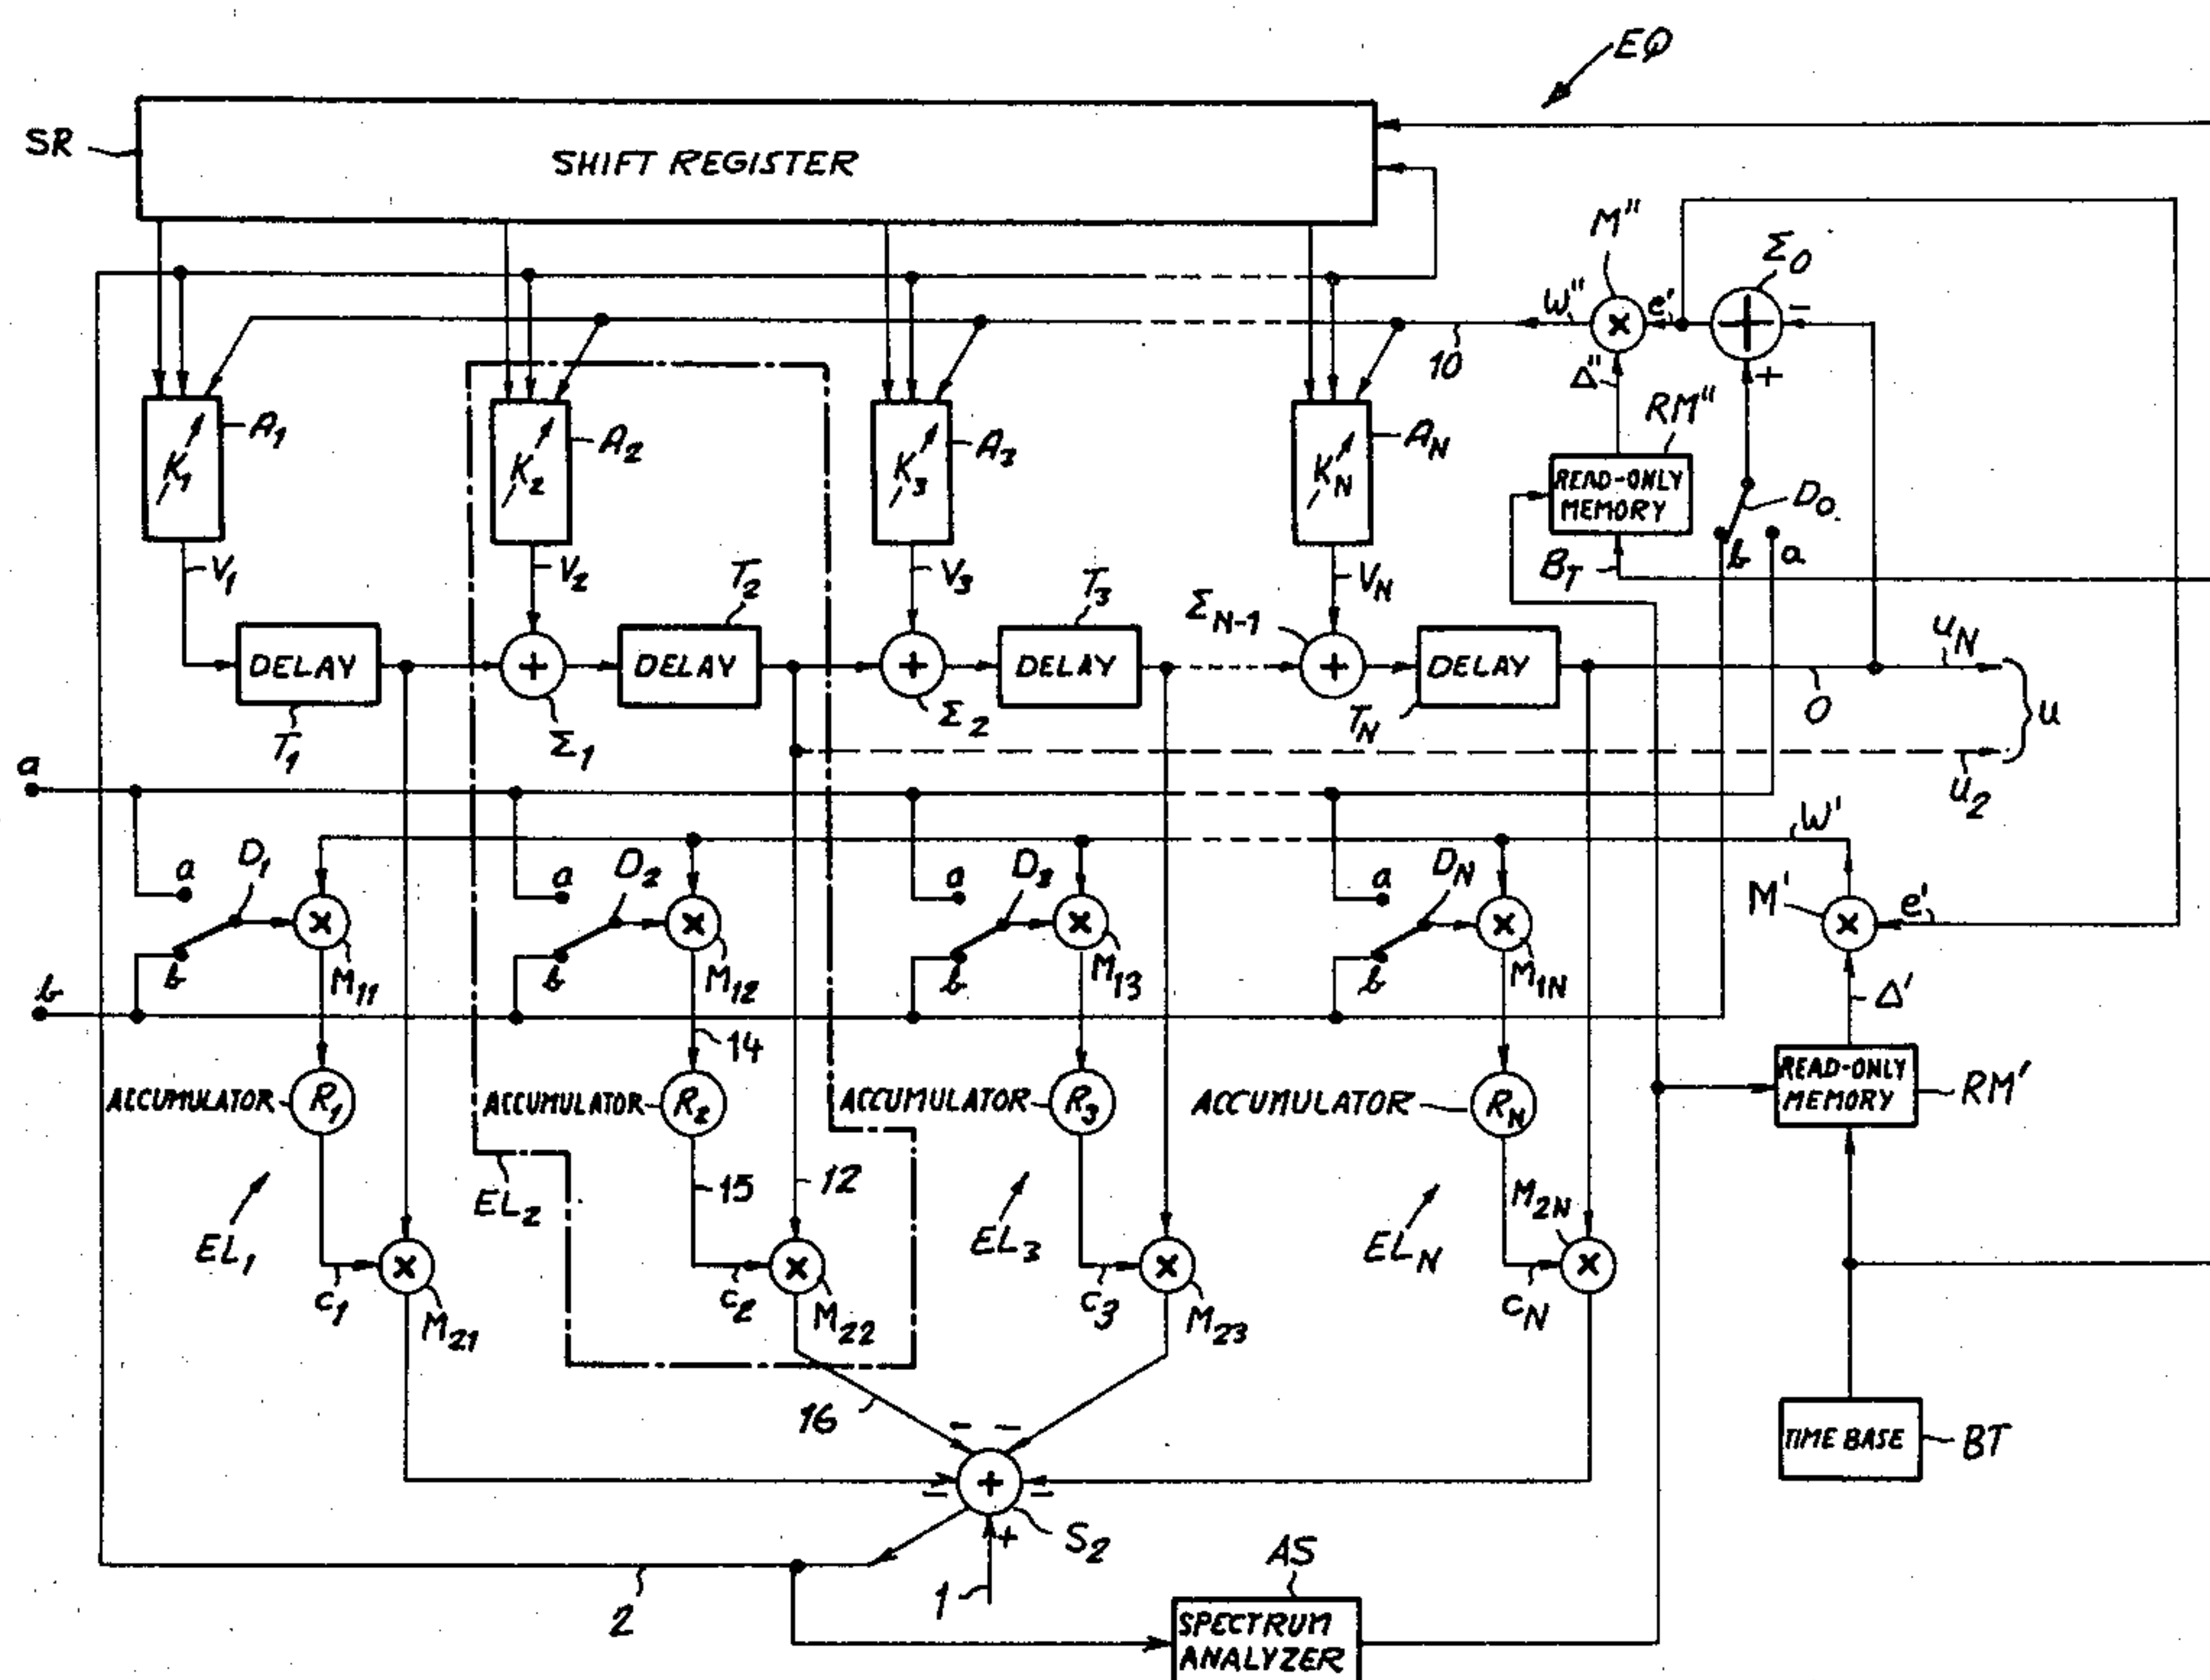 EQ
SR
SHIFT REGISTER
M"
Σ0
W"
e'
-
10
Δ"
+
RM"
K1
A1
K2
A2
K3
A3
KN
AN
READ-ONLY
MEMORY
D0
b
a
BT
V1
V2
T2
V3
T3
VN
ΣN-1
uN
DELAY
+
DELAY
+
DELAY
+
DELAY
T1
Σ1
Σ2
TN
0
u
u2
a
W'
a
D1
a
D2
a
D3
a
DN
M'
e'
×
×
×
×
×
b
b
b
b
b
M11
M12
M13
M1N
Δ'
14
READ-ONLY
MEMORY
RM'
ACCUMULATOR
R1
ACCUMULATOR
R2
ACCUMULATOR
R3
ACCUMULATOR
RN
EL1
EL2
15
12
EL3
ELN
M2N
×
×
×
×
c1
M21
c2
M22
c3
M23
cN
16
- -
TIME BASE
BT
-
+
-
S2
+
1
2
AS
SPECTRUM
ANALYZER